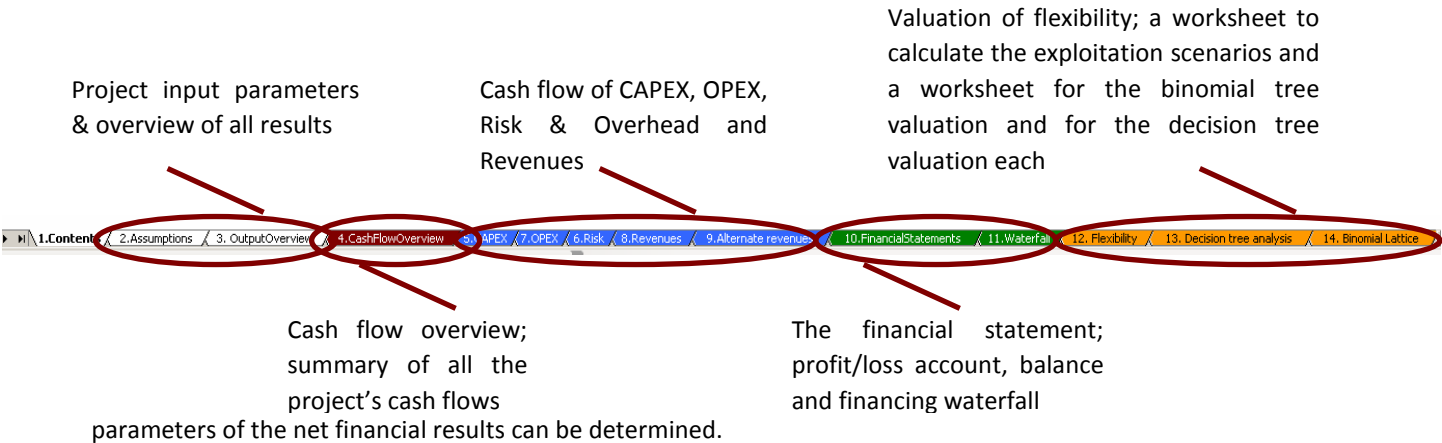 Valuation of flexibility; a worksheet to
calculate the exploitation scenarios and
a worksheet for the binomial tree
valuation and for the decision tree
valuation each
Project input parameters
& overview of all results
Cash flow of CAPEX, OPEX,
Risk & Overhead and
Revenues
1.Contents 2.Assumptions 3. OutputOverview 4.CashFlowOverview 5.CAPEX 7.OPEX 6.Risk 8.Revenues 9.Alternate revenues 10.FinancialStatements 11.Waterfall 12. Flexibility 13. Decision tree analysis 14. Binomial Lattice
Cash flow overview;
summary of all the
project's cash flows
The financial statement;
profit/loss account, balance
and financing waterfall
parameters of the net financial results can be determined.